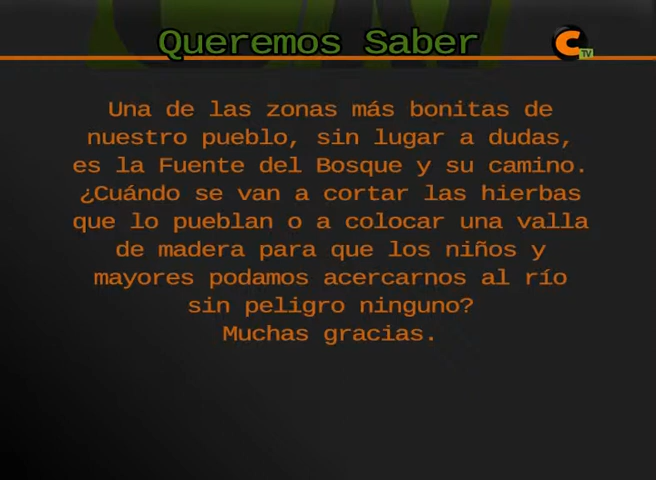 Queremos Saber
C
TV
Una de las zonas más bonitas de
nuestro pueblo, sin lugar a dudas,
es la Fuente del Bosque y su camino.
¿Cuándo se van a cortar las hierbas
que lo pueblan o a colocar una valla
de madera para que los niños y
mayores podamos acercarnos al río
sin peligro ninguno?
Muchas gracias.